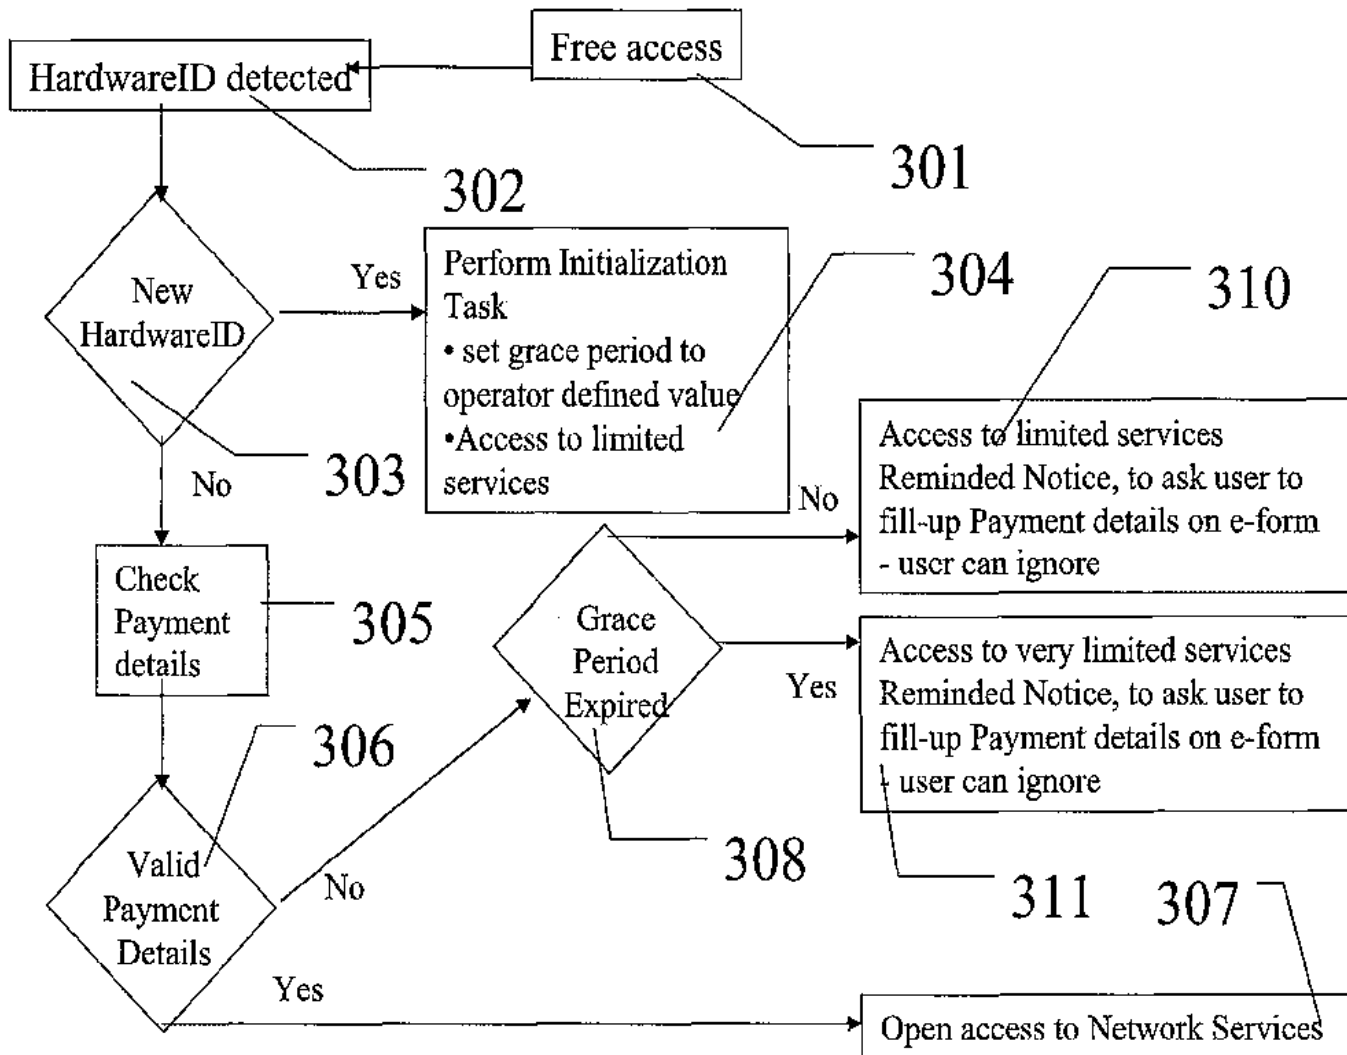 Free access
HardwareID detected
301
302
New
HardwareID
Yes
Perform Initialization
Task
• set grace period to
operator defined value
•Access to limited
services
304
310
303
No
Access to limited services
Reminded Notice, to ask user to
fill-up Payment details on e-form
- user can ignore
No
Check
Payment
details
305
Grace
Period
Expired
Yes
Access to very limited services
Reminded Notice, to ask user to
fill-up Payment details on e-form
- user can ignore
306
308
311
307
Valid
Payment
Details
No
Yes
Open access to Network Services